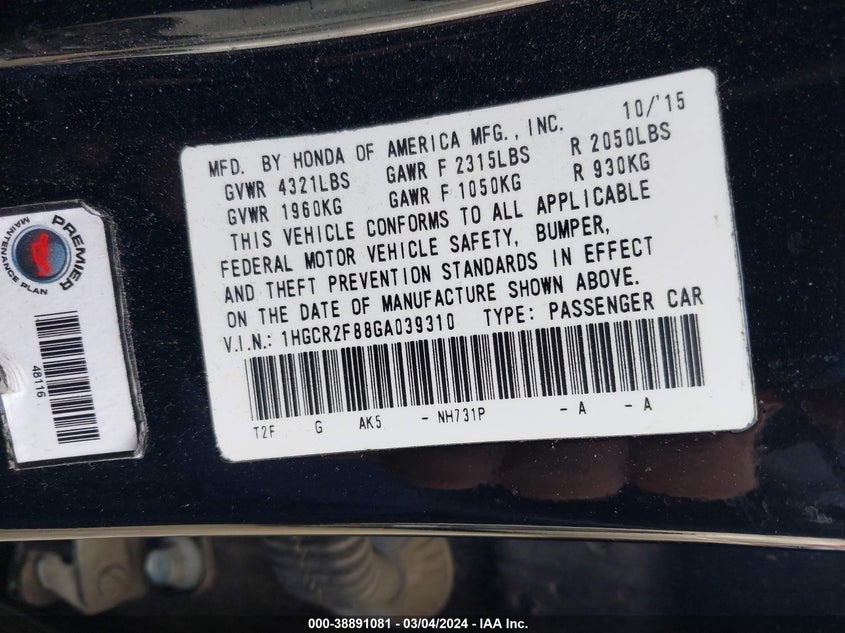 MFD. BY HONDA OF AMERICA MFG., INC. 10/'15
GVWR 4321LBS GAWR F 2315LBS R 2050LBS
GVWR 1960KG GAWR F 1050KG R 930KG
THIS VEHICLE CONFORMS TO ALL APPLICABLE
FEDERAL MOTOR VEHICLE SAFETY, BUMPER,
AND THEFT PREVENTION STANDARDS IN EFFECT
ON THE DATE OF MANUFACTURE SHOWN ABOVE.
V.I.N.: 1HGCR2F88GA039310 TYPE: PASSENGER CAR
T2F G AK5 - NH731P - A - A
PREMIER
MAINTENANCE PLAN
48116
000-38891081 - 03/04/2024 - IAA Inc.